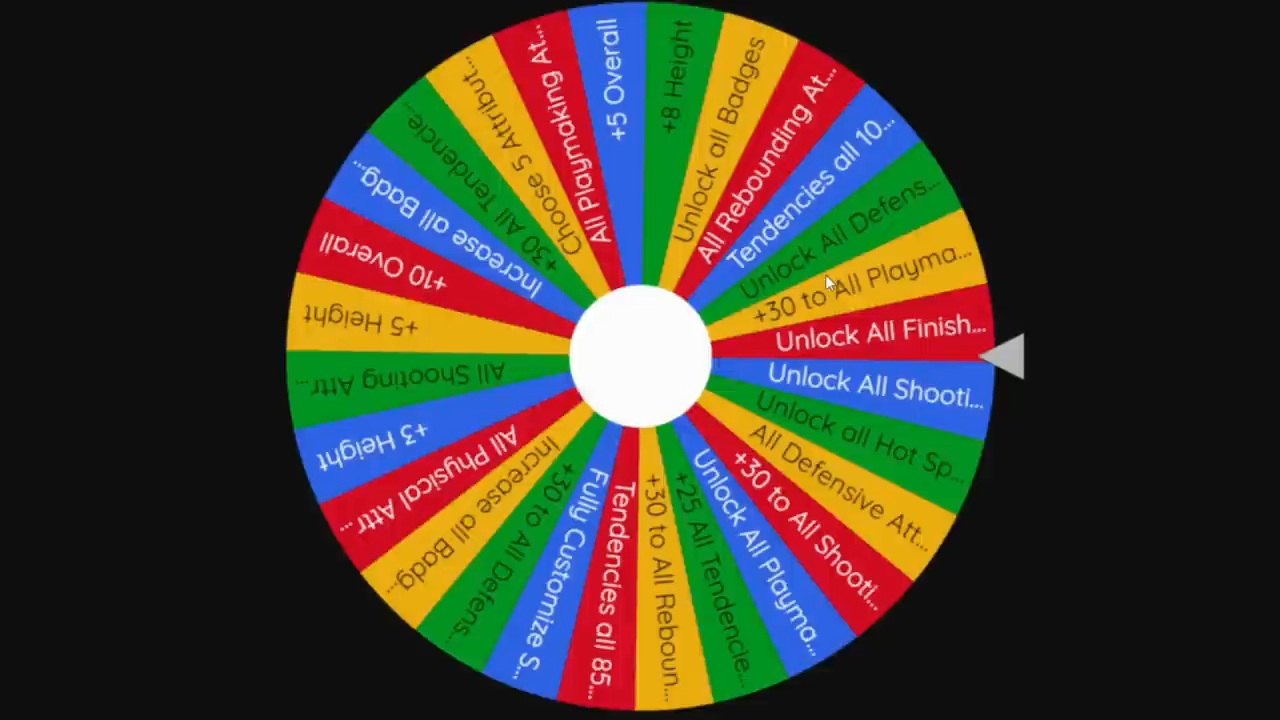 +5 Overall
+8 Height
Unlock all Badges
All Rebounding At...
Tendencies all 10...
Unlock All Defens...
+30 to All Playma...
Unlock All Finish...
Unlock All Shooti...
Unlock all Hot Sp...
All Defensive Att...
+30 to All Shooti...
Unlock All Playma...
+25 All Tendencie...
+30 to All Reboun...
Tendencies all 85...
Fully Customize S...
+30 to All Defens...
Increase all Badg...
All Physical Attr...
+3 Height
All Shooting Attr...
+5 Height
+10 Overall
Increase all Badg...
+30 All Tendencie...
Choose 5 Attribut...
All Playmaking At...